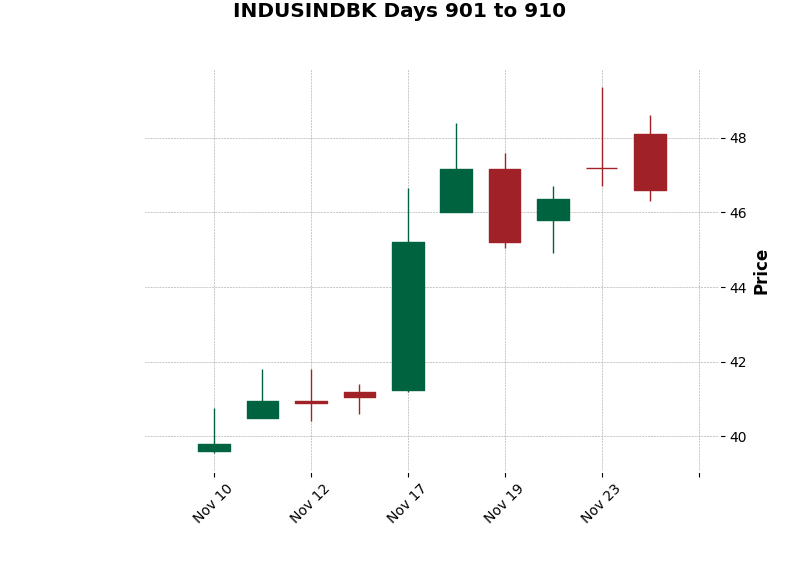 INDUSINDBK Days 901 to 910
48
46
44
42
40
Price
Nov 10
Nov 12
Nov 17
Nov 19
Nov 23